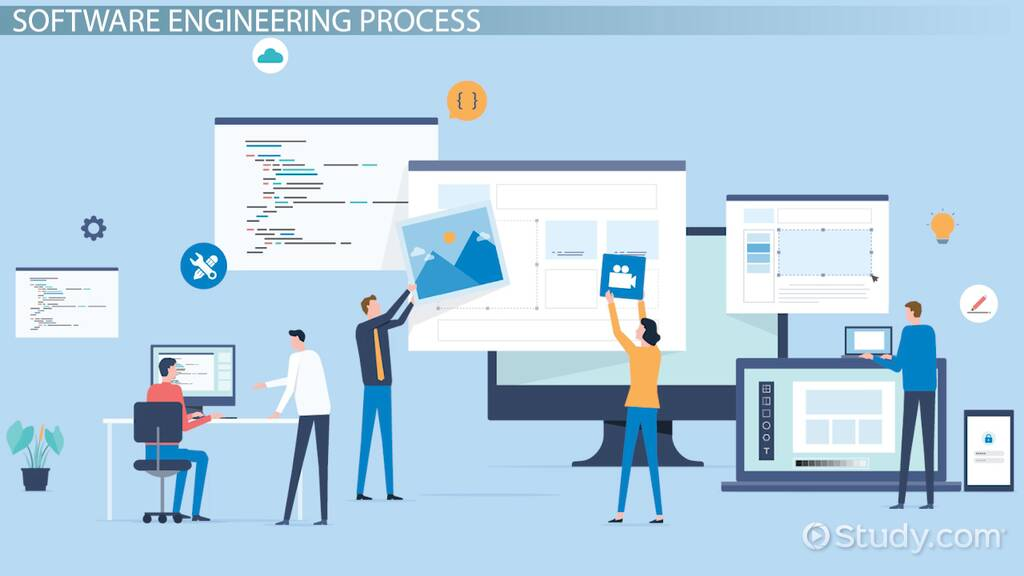 SOFTWARE ENGINEERING PROCESS
{ }
T
Study.com